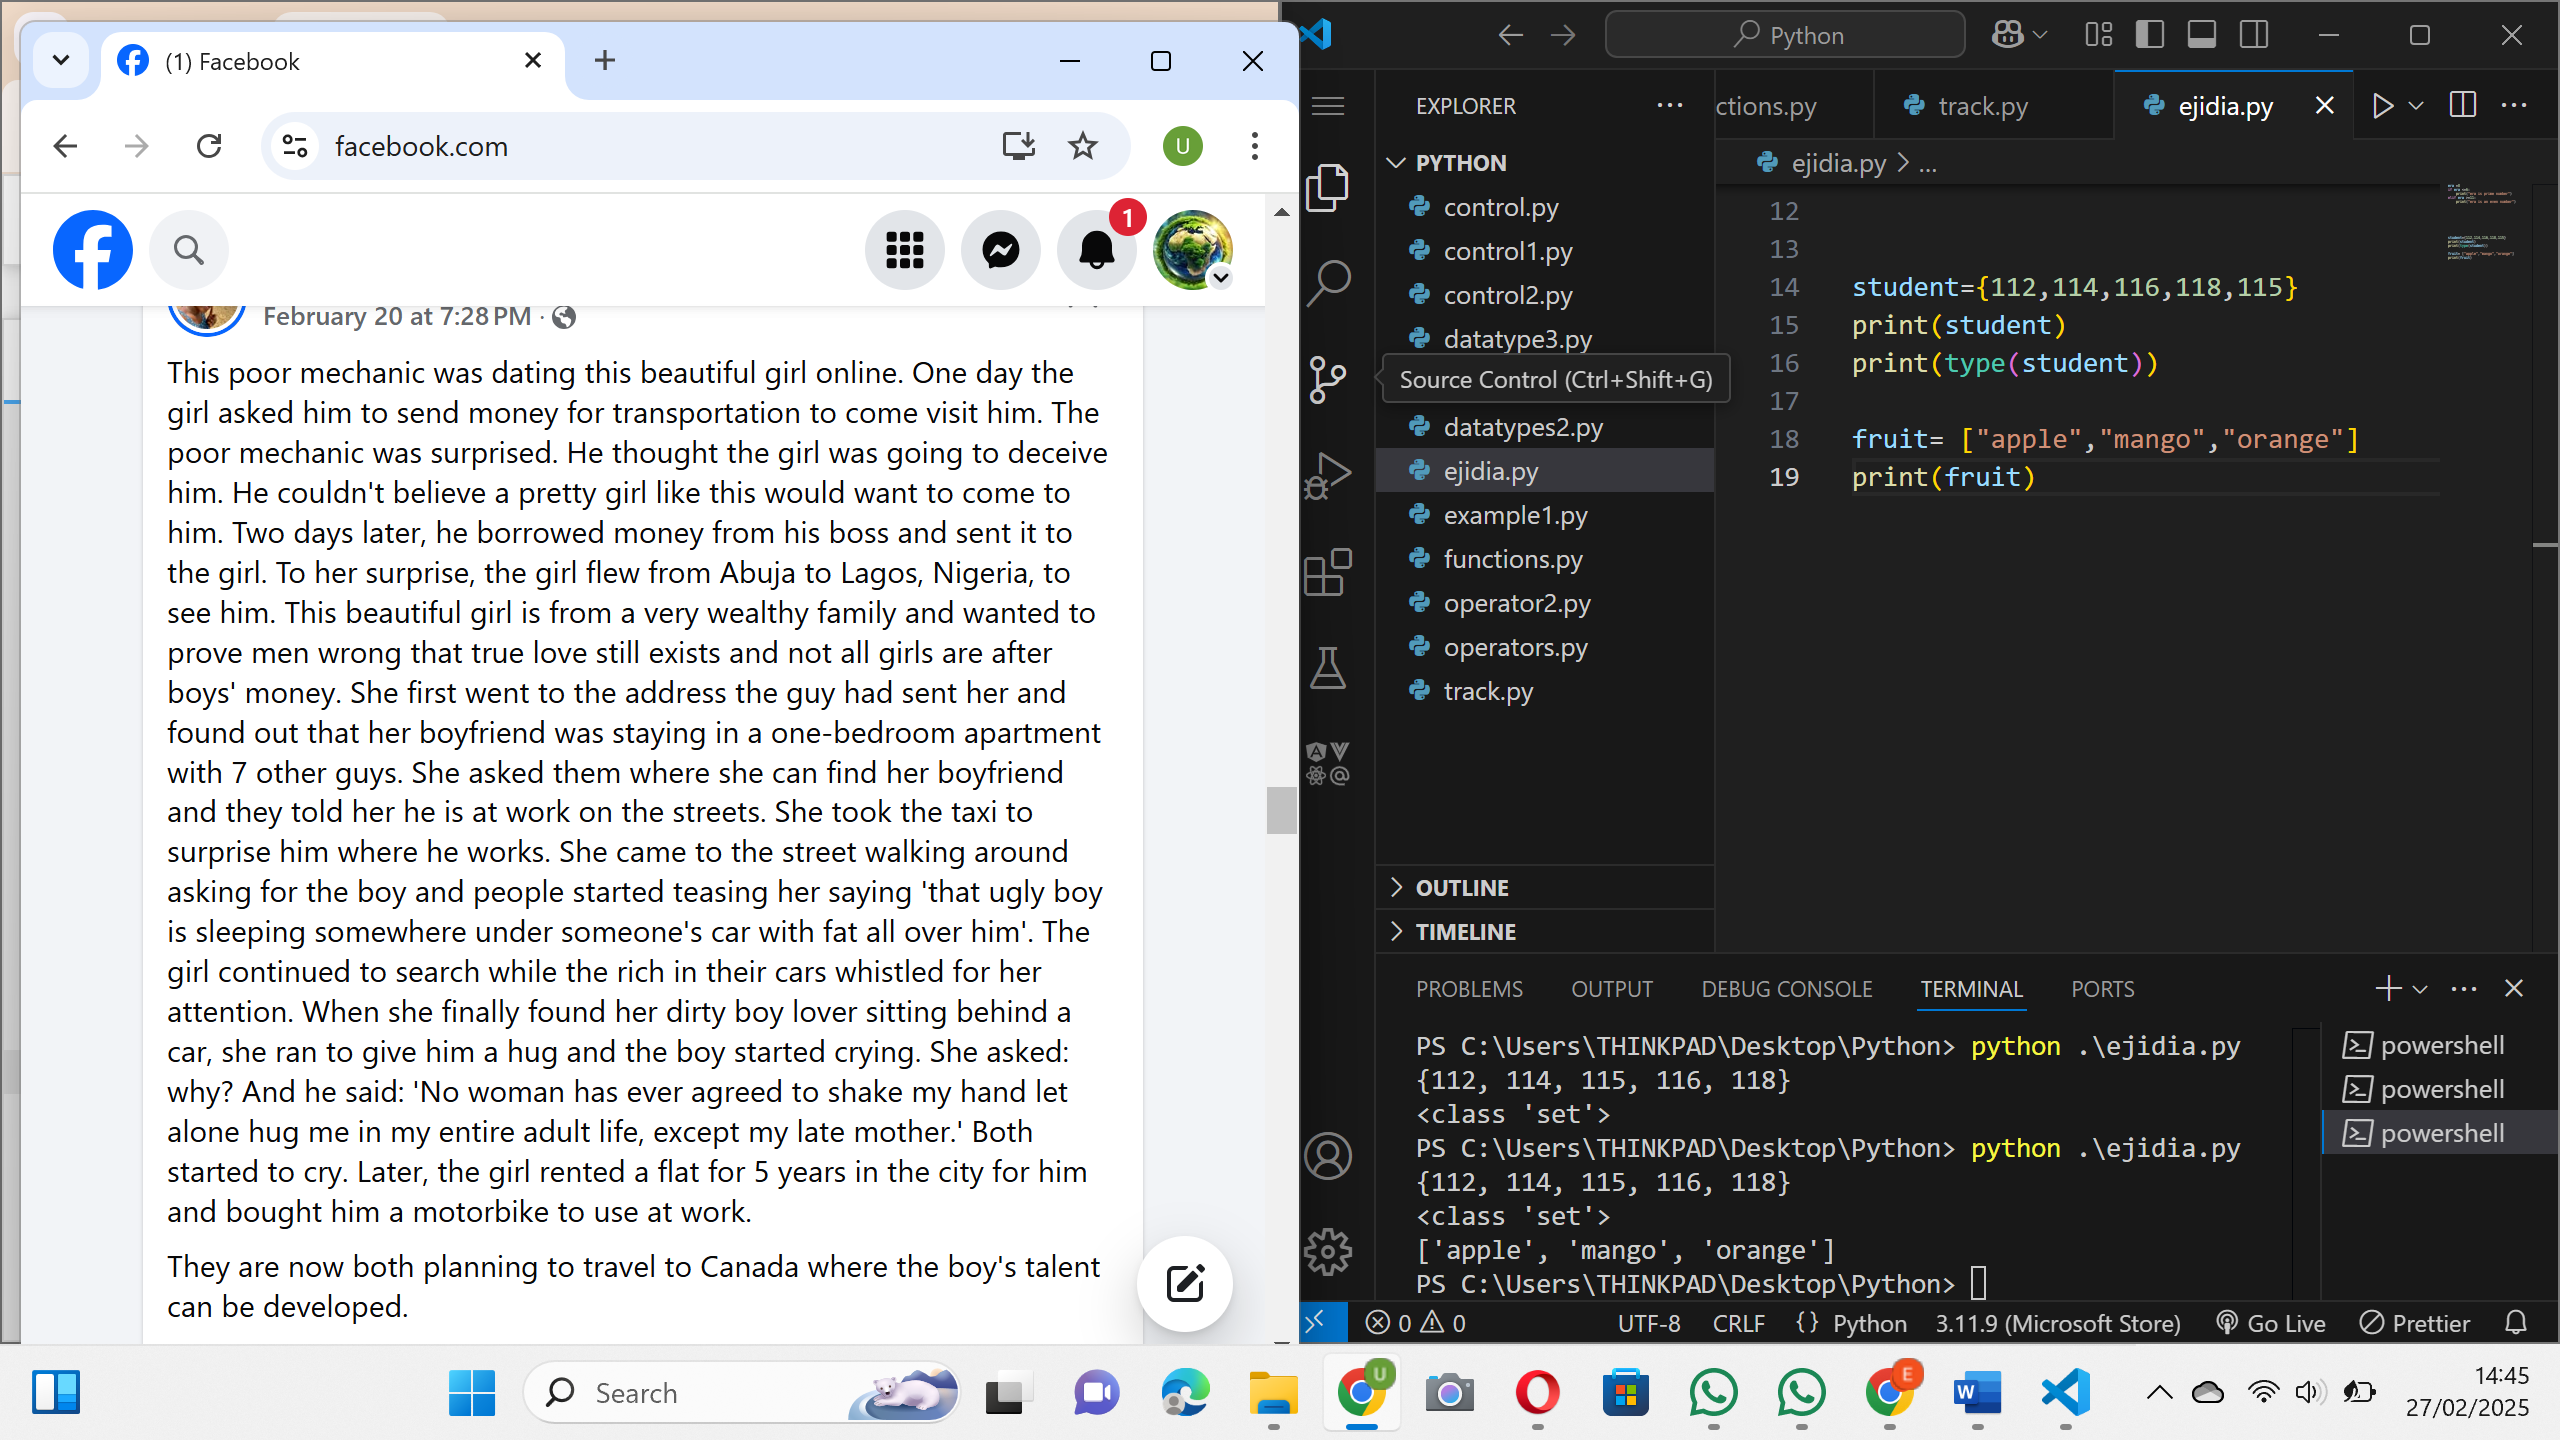 (1) Facebook
facebook.com
U
1
February 20 at 7:28 PM ·
This poor mechanic was dating this beautiful girl online. One day the
girl asked him to send money for transportation to come visit him. The
poor mechanic was surprised. He thought the girl was going to deceive
him. He couldn't believe a pretty girl like this would want to come to
him. Two days later, he borrowed money from his boss and sent it to
the girl. To her surprise, the girl flew from Abuja to Lagos, Nigeria, to
see him. This beautiful girl is from a very wealthy family and wanted to
prove men wrong that true love still exists and not all girls are after
boys' money. She first went to the address the guy had sent her and
found out that her boyfriend was staying in a one-bedroom apartment
with 7 other guys. She asked them where she can find her boyfriend
and they told her he is at work on the streets. She took the taxi to
surprise him where he works. She came to the street walking around
asking for the boy and people started teasing her saying 'that ugly boy
is sleeping somewhere under someone's car with fat all over him'. The
girl continued to search while the rich in their cars whistled for her
attention. When she finally found her dirty boy lover sitting behind a
car, she ran to give him a hug and the boy started crying. She asked:
why? And he said: 'No woman has ever agreed to shake my hand let
alone hug me in my entire adult life, except my late mother.' Both
started to cry. Later, the girl rented a flat for 5 years in the city for him
and bought him a motorbike to use at work.
They are now both planning to travel to Canada where the boy's talent
can be developed.
Python
EXPLORER
PYTHON
control.py
control1.py
control2.py
datatype3.py
Source Control (Ctrl+Shift+G)
datatypes2.py
ejidia.py
example1.py
functions.py
operator2.py
operators.py
track.py
OUTLINE
TIMELINE
ctions.py
track.py
ejidia.py
ejidia.py > ...
12
13
14 student={112,114,116,118,115}
15 print(student)
16 print(type(student))
17
18 fruit= ["apple","mango","orange"]
19 print(fruit)
PROBLEMS OUTPUT DEBUG CONSOLE TERMINAL PORTS
PS C:\Users\THINKPAD\Desktop\Python> python .\ejidia.py
{112, 114, 115, 116, 118}
<class 'set'>
PS C:\Users\THINKPAD\Desktop\Python> python .\ejidia.py
{112, 114, 115, 116, 118}
<class 'set'>
['apple', 'mango', 'orange']
PS C:\Users\THINKPAD\Desktop\Python>
powershell
powershell
powershell
0 0 UTF-8 CRLF {} Python 3.11.9 (Microsoft Store) Go Live Prettier
Search
U
E
W
14:45
27/02/2025